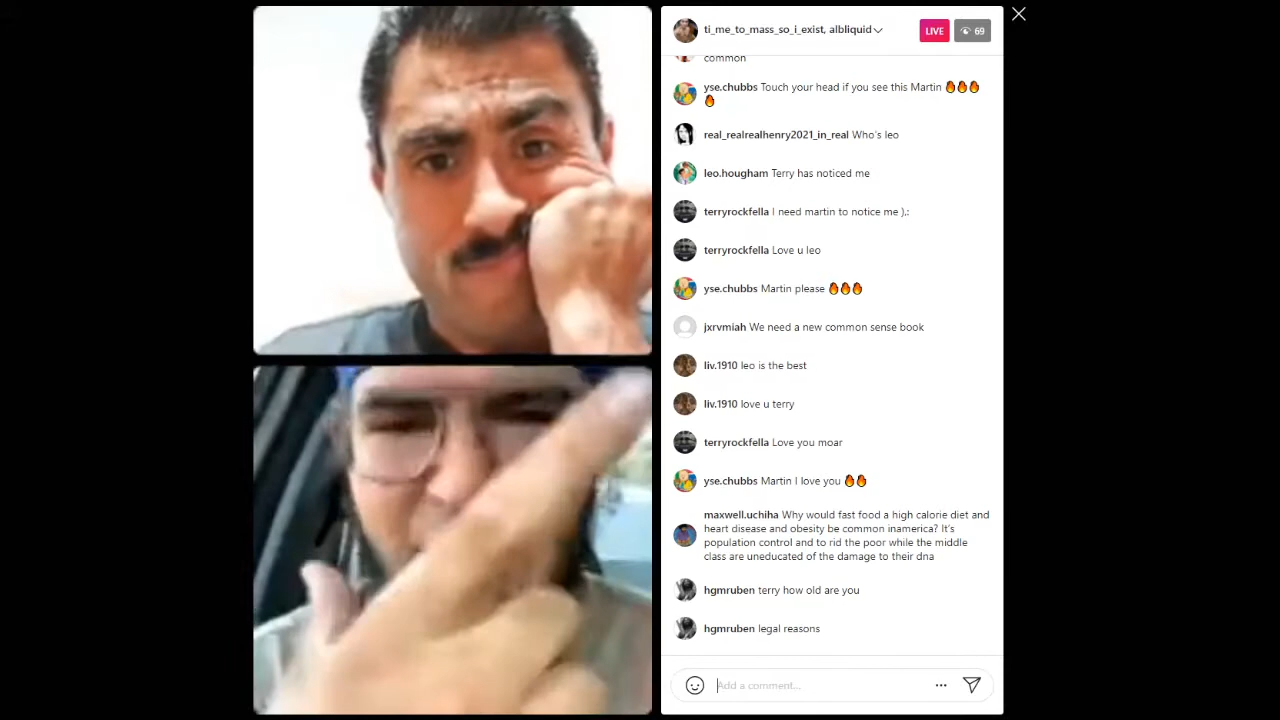 ti_me_to_mass_so_i_exist, albliquid
LIVE
69
common
yse.chubbs Touch your head if you see this Martin 🔥🔥🔥
🔥
real_realrealhenry2021_in_real Who's leo
leo.hougham Terry has noticed me
terryrockfella I need martin to notice me ),:
terryrockfella Love u leo
yse.chubbs Martin please 🔥🔥🔥
jxrvmiah We need a new common sense book
liv.1910 leo is the best
liv.1910 love u terry
terryrockfella Love you moar
yse.chubbs Martin I love you 🔥🔥
maxwell.uchiha Why would fast food a high calorie diet and
heart disease and obesity be common inamerica? It's
population control and to rid the poor while the middle
class are uneducated of the damage to their dna
hgmruben terry how old are you
hgmruben legal reasons
Add a comment...